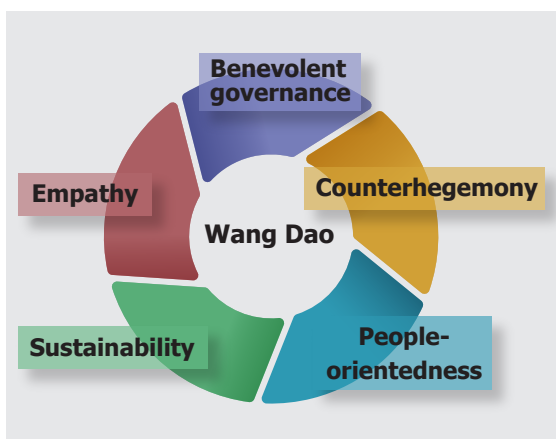 Benevolent
governance
Counterhegemony
Empathy
Wang Dao
People-
orientedness
Sustainability